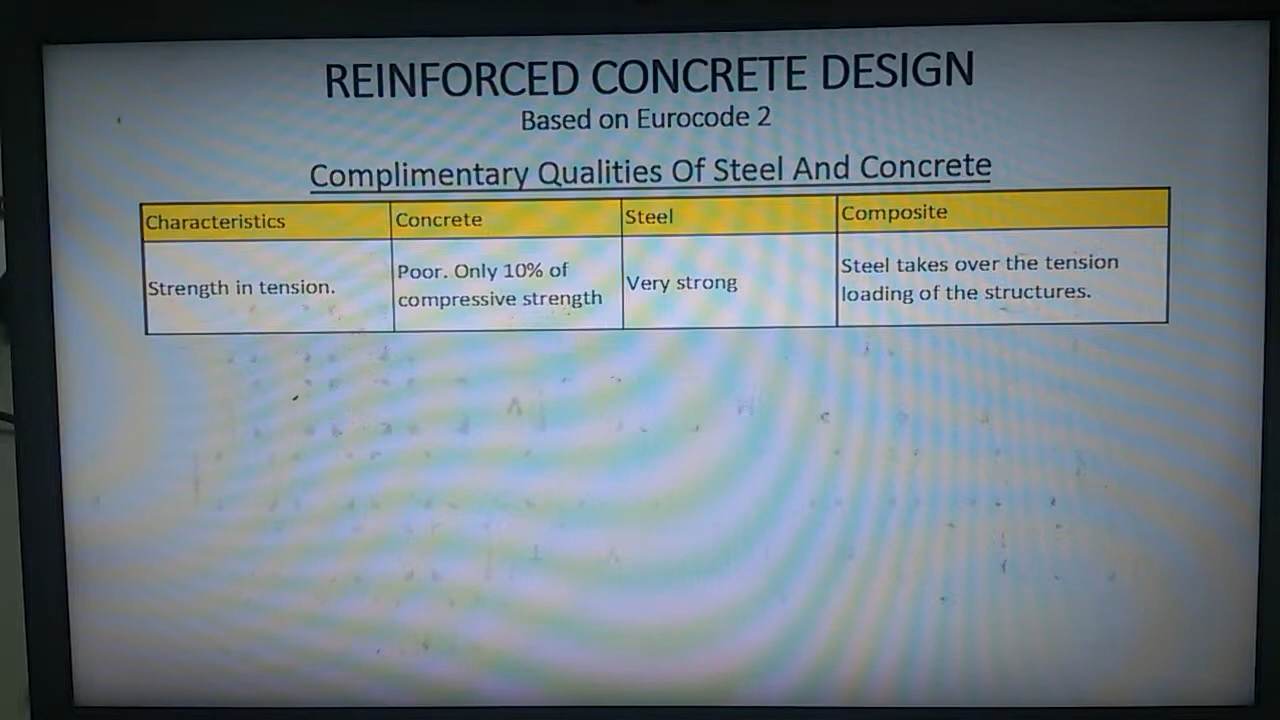 REINFORCED CONCRETE DESIGN
Based on Eurocode 2
Complimentary Qualities Of Steel And Concrete
Characteristics
Concrete
Steel
Composite
Strength in tension.
Poor. Only 10% of
compressive strength
Very strong
Steel takes over the tension
loading of the structures.